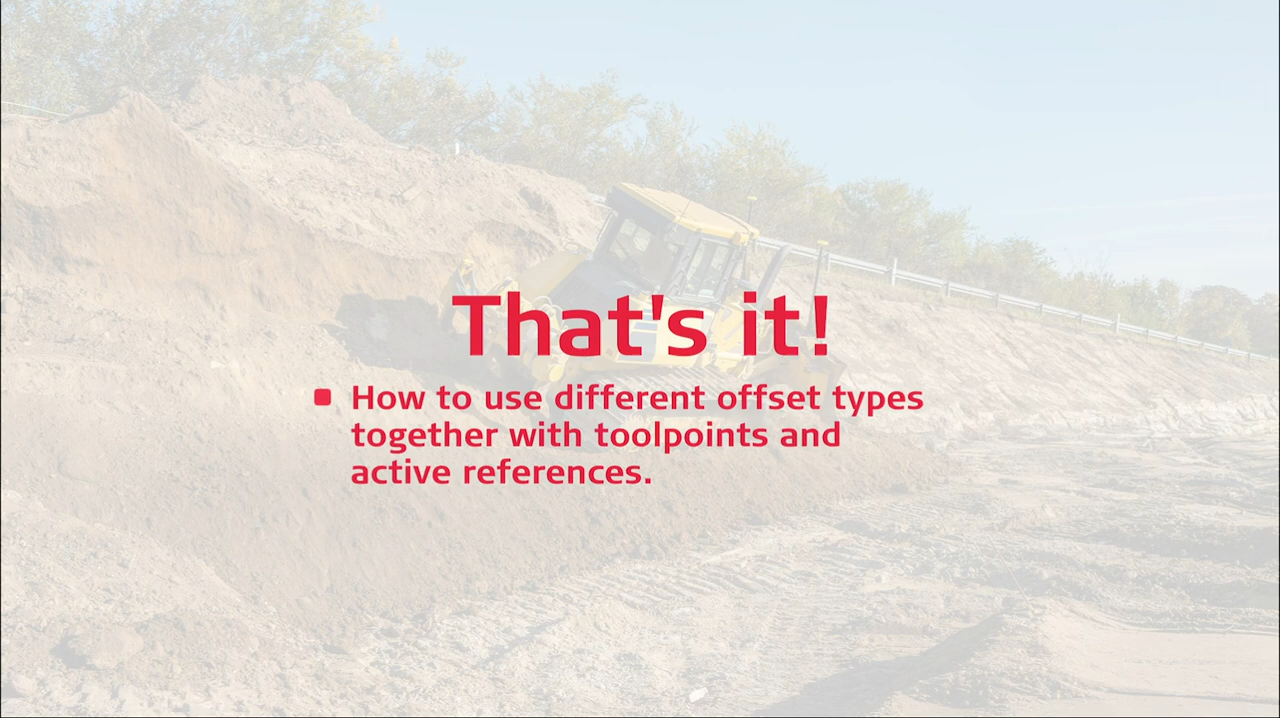 That's it!
How to use different offset types
together with toolpoints and
active references.